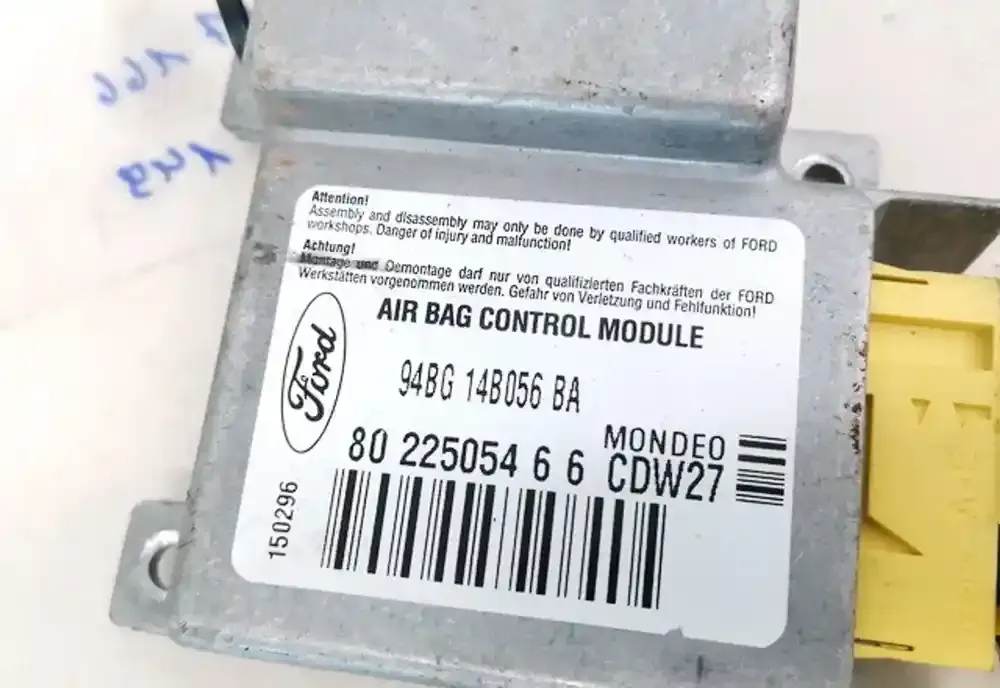 166
149
Attention!
Assembly and disassembly may only be done by qualified workers of FORD
workshops. Danger of injury and malfunction!
Achtung!
Montage und Demontage darf nur von qualifizierten Fachkräften der FORD
Werkstätten vorgenommen werden. Gefahr von Verletzung und Fehlfunktion!
AIR BAG CONTROL MODULE
Ford
94BG 14B056 BA
80 225054 6 6
MONDEO
CDW27
150296